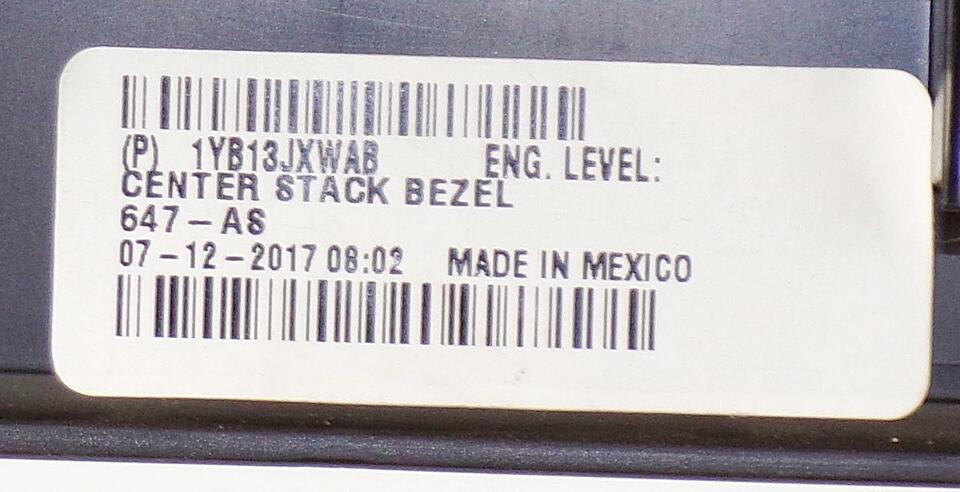 (P) 1YB13JXWAB ENG. LEVEL:
CENTER STACK BEZEL
647-AS
07-12-2017 08:02 MADE IN MEXICO